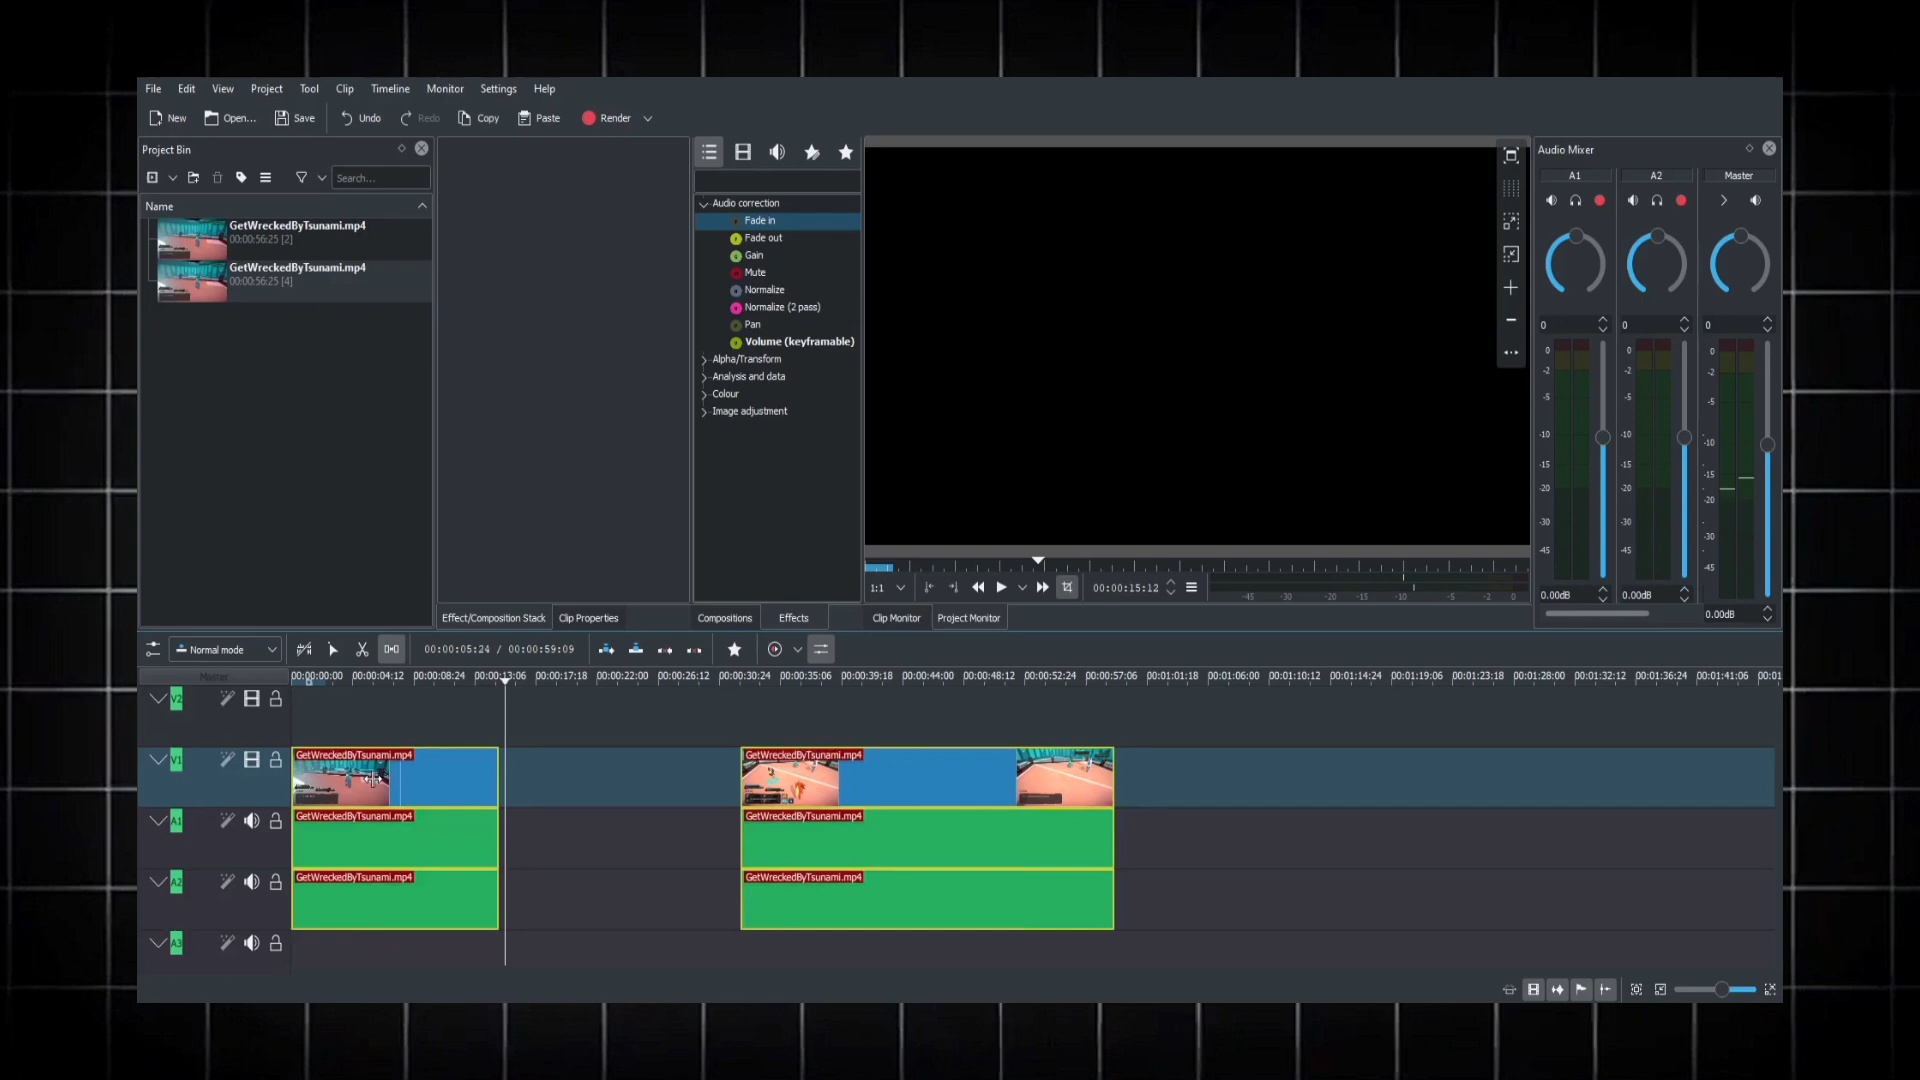 File Edit View Project Tool Clip Timeline Monitor Settings Help
New Open... Save Undo Redo Copy Paste Render
Project Bin
Search...
Name
GetWreckedByTsunami.mp4
00:00:56:25 [2]
GetWreckedByTsunami.mp4
00:00:56:25 [4]
Audio correction
Fade in
Fade out
Gain
Mute
Normalize
Normalize (2 pass)
Pan
Volume (keyframable)
Alpha/Transform
Analysis and data
Colour
Image adjustment
1:1
00:00:15:12
-45 -30 -20 -15 -10 -5 -2 0
Audio Mixer
A1 A2 Master
0 0 0
0 0 0
-2 -2 -2
-5 -5 -5
-10 -10 -10
-15 -15 -15
-20 -20 -20
-30 -30 -30
-45 -45 -45
0.00dB 0.00dB 0.00dB
Effect/Composition Stack Clip Properties Compositions Effects Clip Monitor Project Monitor
Normal mode
00:00:05:24 / 00:00:59:09
Master
00:00:00:00 00:00:04:12 00:00:08:24 00:00:13:06 00:00:17:18 00:00:22:00 00:00:26:12 00:00:30:24 00:00:35:06 00:00:39:18 00:00:44:00 00:00:48:12 00:00:52:24 00:00:57:06 00:01:01:18 00:01:06:00 00:01:10:12 00:01:14:24 00:01:19:06 00:01:23:18 00:01:28:00 00:01:32:12 00:01:36:24 00:01:41:06 00:01
V2
V1
GetWreckedByTsunami.mp4 GetWreckedByTsunami.mp4
A1
GetWreckedByTsunami.mp4 GetWreckedByTsunami.mp4
A2
GetWreckedByTsunami.mp4 GetWreckedByTsunami.mp4
A3